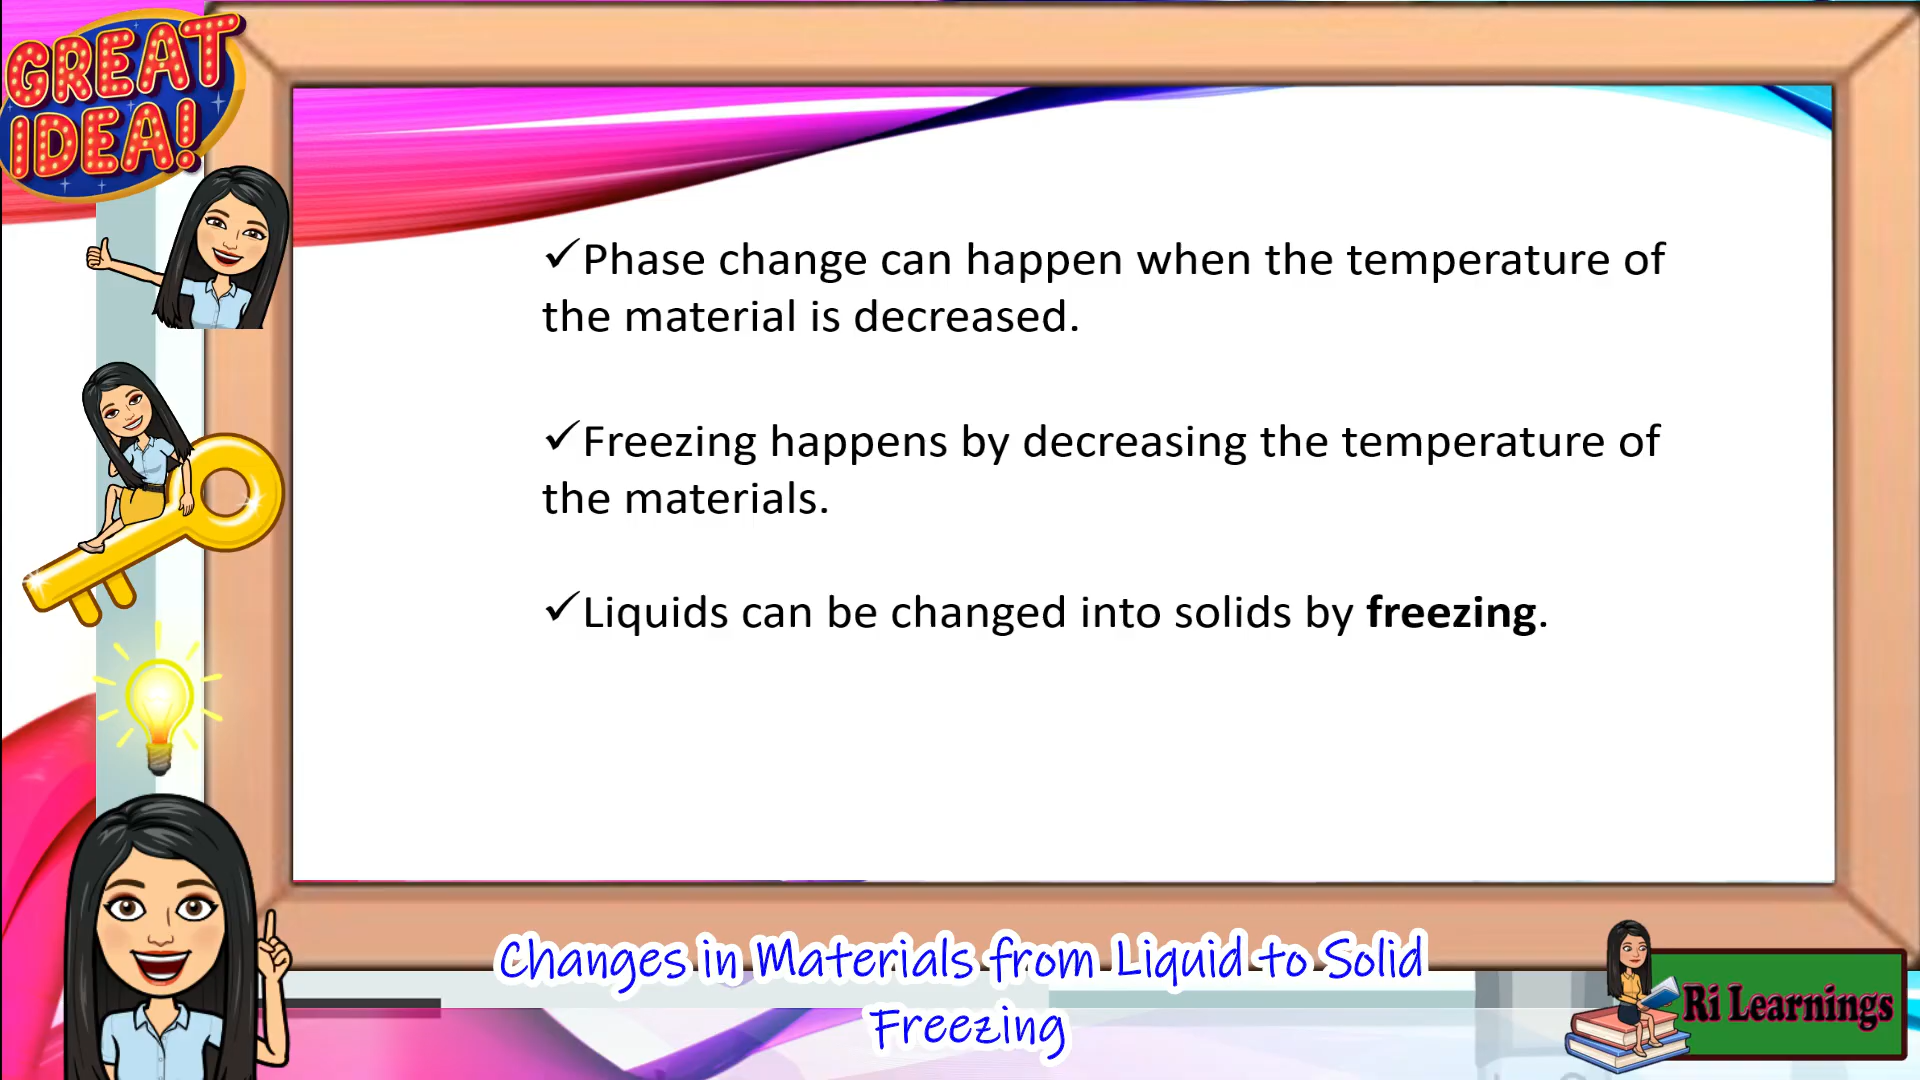 GREAT
IDEA!
✓Phase change can happen when the temperature of
the material is decreased.
✓Freezing happens by decreasing the temperature of
the materials.
✓Liquids can be changed into solids by freezing.
Changes in Materials from Liquid to Solid
Freezing
Ri Learnings